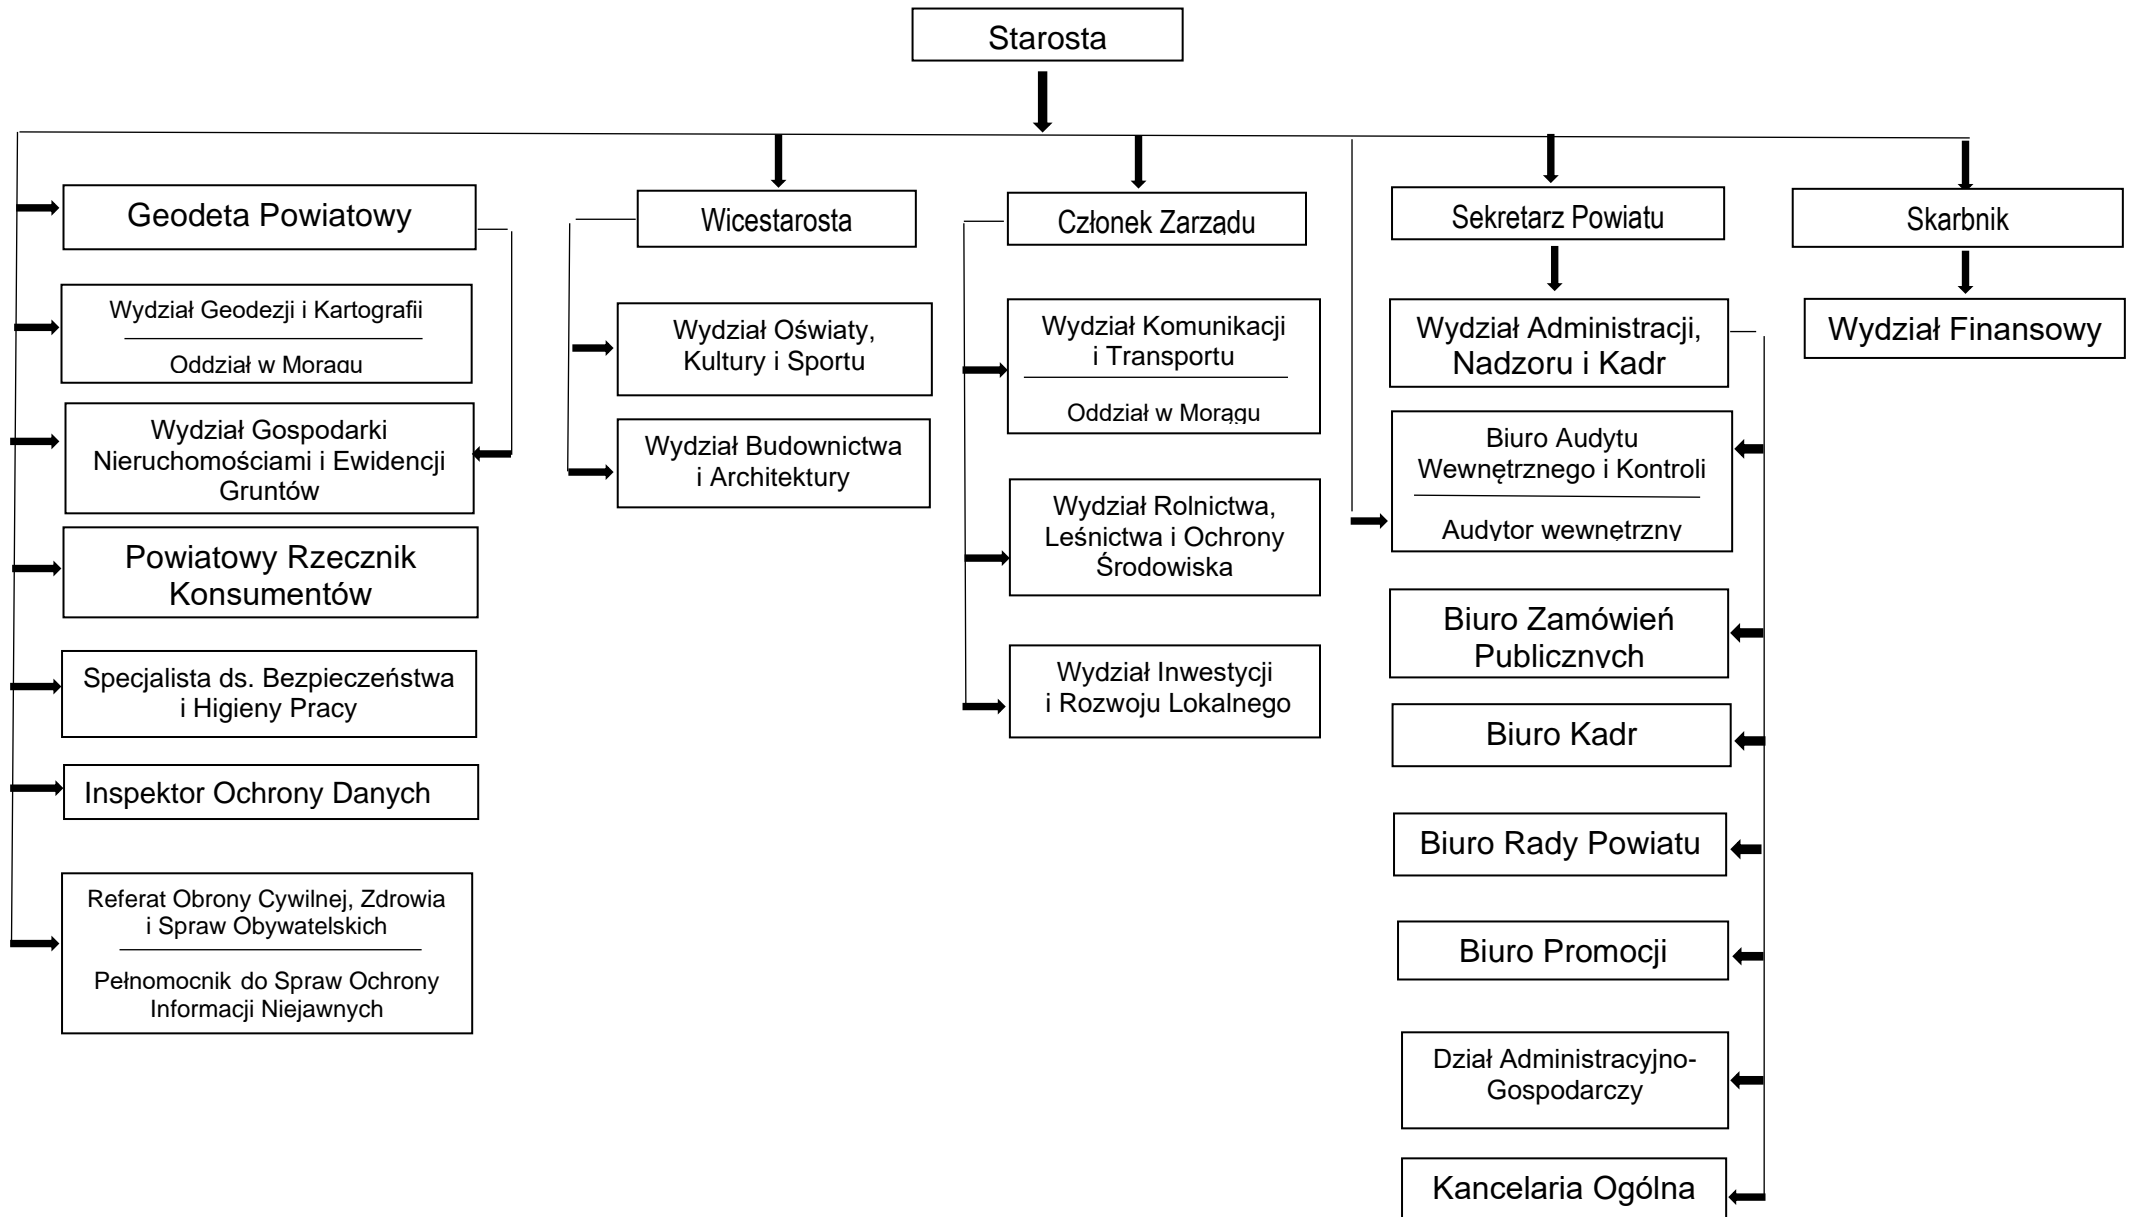 Starosta
Geodeta Powiatowy
Wydział Geodezji i Kartografii
Oddział w Morągu
Wydział Gospodarki
Nieruchomościami i Ewidencji
Gruntów
Powiatowy Rzecznik
Konsumentów
Specjalista ds. Bezpieczeństwa
i Higieny Pracy
Inspektor Ochrony Danych
Referat Obrony Cywilnej, Zdrowia
i Spraw Obywatelskich
Pełnomocnik do Spraw Ochrony
Informacji Niejawnych
Wicestarosta
Wydział Oświaty,
Kultury i Sportu
Wydział Budownictwa
i Architektury
Członek Zarządu
Wydział Komunikacji
i Transportu
Oddział w Morągu
Wydział Rolnictwa,
Leśnictwa i Ochrony
Środowiska
Wydział Inwestycji
i Rozwoju Lokalnego
Sekretarz Powiatu
Wydział Administracji,
Nadzoru i Kadr
Biuro Audytu
Wewnętrznego i Kontroli
Audytor wewnętrzny
Biuro Zamówień
Publicznych
Biuro Kadr
Biuro Rady Powiatu
Biuro Promocji
Dział Administracyjno-
Gospodarczy
Kancelaria Ogólna
Skarbnik
Wydział Finansowy